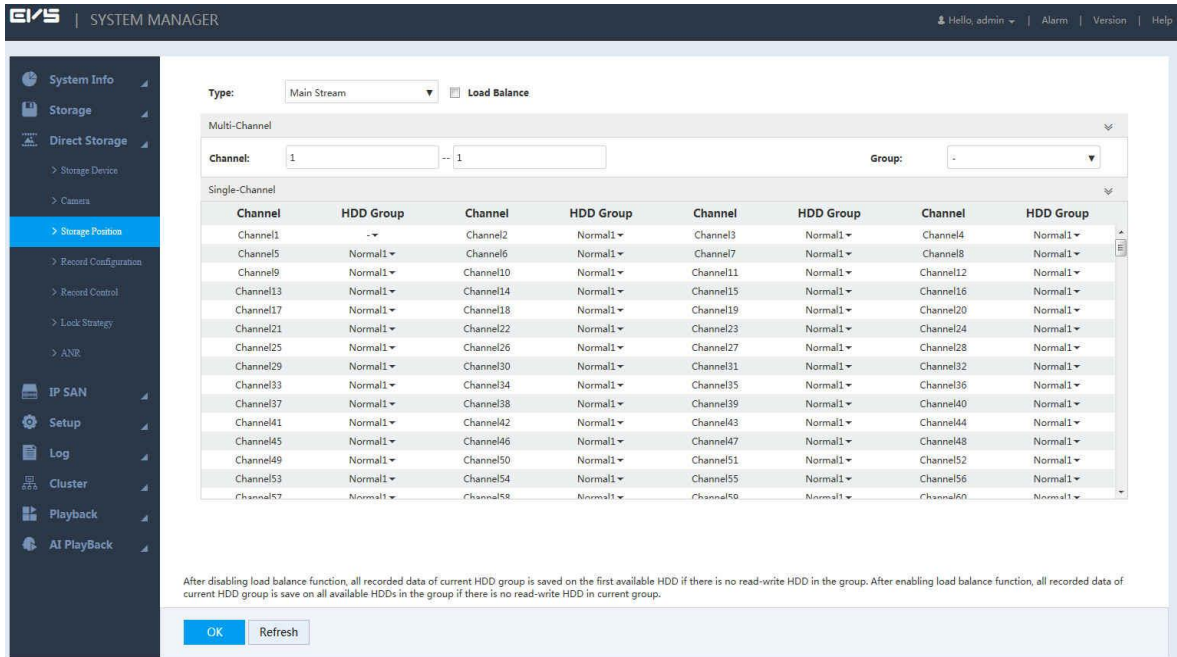 EVS | SYSTEM MANAGER
Hello, admin | Alarm | Version | Help
System Info
Storage
Direct Storage
> Storage Device
> Camera
> Storage Position
> Record Configuration
> Record Control
> Lock Strategy
> ANR
IP SAN
Setup
Log
Cluster
Playback
AI PlayBack
Type: Main Stream Load Balance
Multi-Channel
Channel: 1 -- 1 Group: -
Single-Channel
Channel HDD Group Channel HDD Group Channel HDD Group Channel HDD Group
Channel1 - Channel2 Normal1 Channel3 Normal1 Channel4 Normal1
Channel5 Normal1 Channel6 Normal1 Channel7 Normal1 Channel8 Normal1
Channel9 Normal1 Channel10 Normal1 Channel11 Normal1 Channel12 Normal1
Channel13 Normal1 Channel14 Normal1 Channel15 Normal1 Channel16 Normal1
Channel17 Normal1 Channel18 Normal1 Channel19 Normal1 Channel20 Normal1
Channel21 Normal1 Channel22 Normal1 Channel23 Normal1 Channel24 Normal1
Channel25 Normal1 Channel26 Normal1 Channel27 Normal1 Channel28 Normal1
Channel29 Normal1 Channel30 Normal1 Channel31 Normal1 Channel32 Normal1
Channel33 Normal1 Channel34 Normal1 Channel35 Normal1 Channel36 Normal1
Channel37 Normal1 Channel38 Normal1 Channel39 Normal1 Channel40 Normal1
Channel41 Normal1 Channel42 Normal1 Channel43 Normal1 Channel44 Normal1
Channel45 Normal1 Channel46 Normal1 Channel47 Normal1 Channel48 Normal1
Channel49 Normal1 Channel50 Normal1 Channel51 Normal1 Channel52 Normal1
Channel53 Normal1 Channel54 Normal1 Channel55 Normal1 Channel56 Normal1
Channel57 Normal1 Channel58 Normal1 Channel59 Normal1 Channel60 Normal1
After disabling load balance function, all recorded data of current HDD group is saved on the first available HDD if there is no read-write HDD in the group. After enabling load balance function, all recorded data of
current HDD group is save on all available HDDs in the group if there is no read-write HDD in current group.
OK Refresh